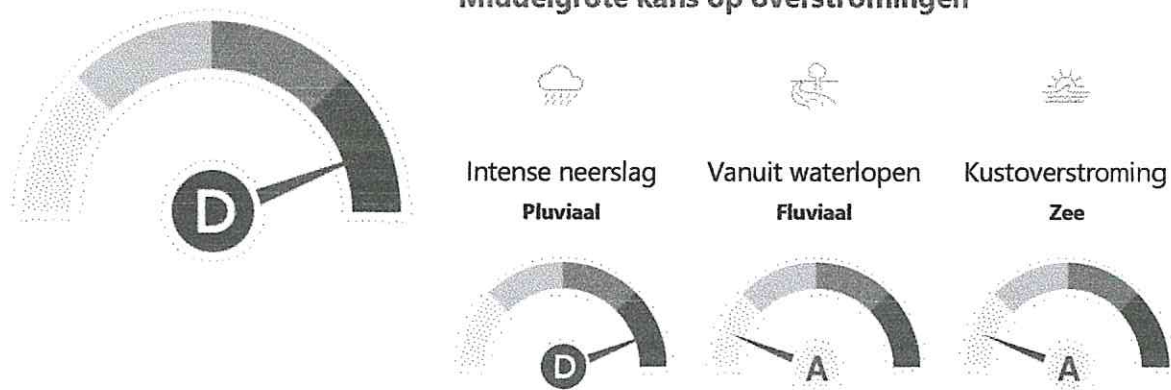 Middelgrote kans op overstromingen
D
Intense neerslag
Pluviaal
D
Vanuit waterlopen
Fluviaal
A
Kustoverstroming
Zee
A